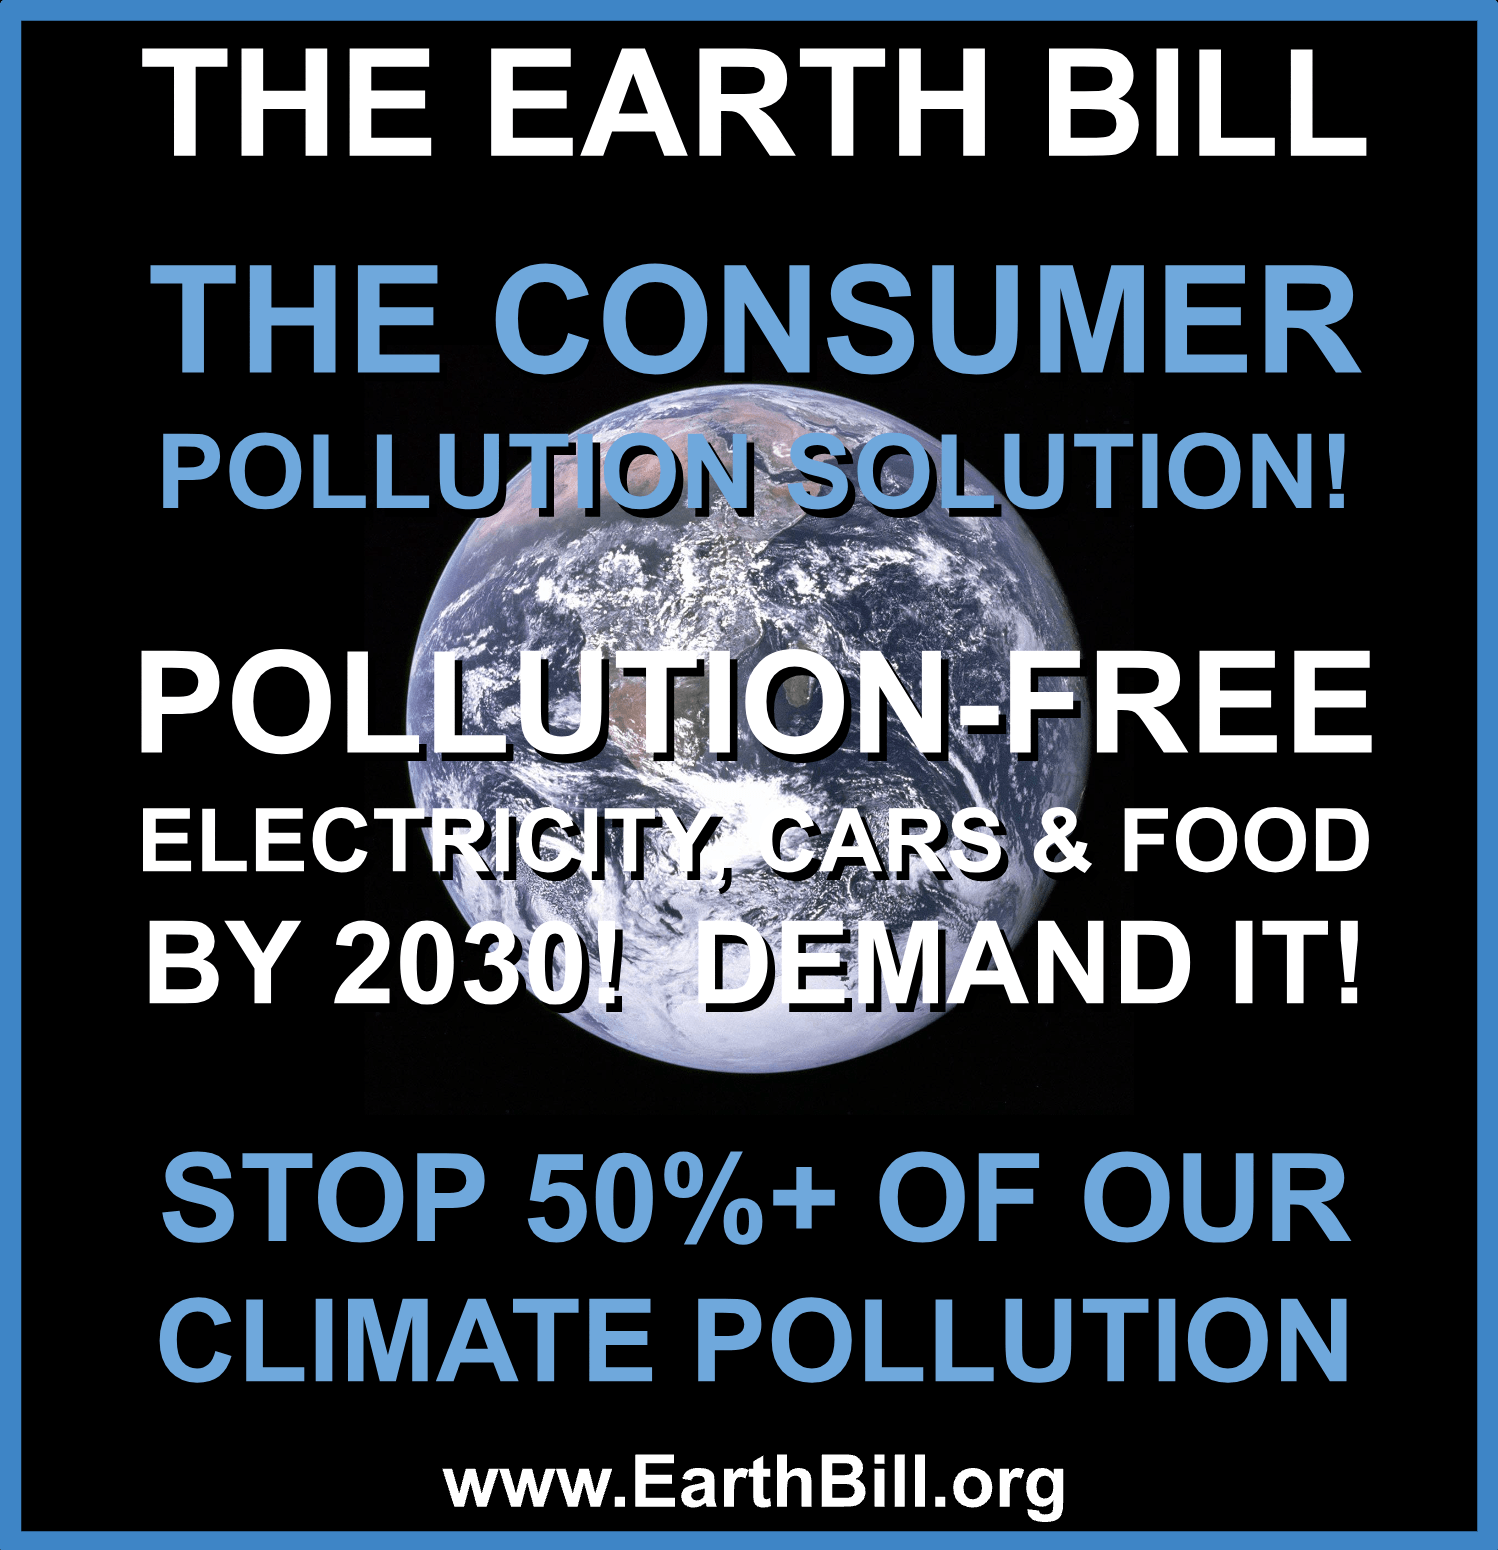 THE EARTH BILL
THE CONSUMER
POLLUTION SOLUTION!
POLLUTION-FREE
ELECTRICITY, CARS & FOOD
BY 2030! DEMAND IT!
STOP 50%+ OF OUR
CLIMATE POLLUTION
www.EarthBill.org